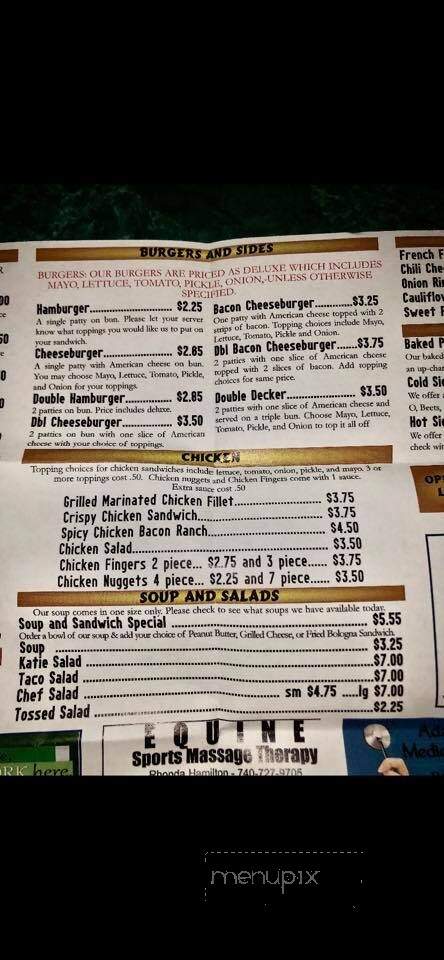 BURGERS AND SIDES
BURGERS: OUR BURGERS ARE PRICED AS DELUXE WHICH INCLUDES
MAYO, LETTUCE, TOMATO, PICKLE, ONION,-UNLESS OTHERWISE
SPECIFIED.
Hamburger.................... $2.25
A single patty on bun. Please let your server
know what toppings you would like us to put on
your sandwich.
Cheeseburger................. $2.65
A single patty with American cheese on bun.
You may choose Mayo, Lettuce, Tomato, Pickle,
and Onion for your toppings.
Double Hamburger............. $2.85
2 patties on bun. Price includes deluxe.
Dbl Cheeseburger............. $3.50
2 patties on bun with one slice of American
cheese with your choice of toppings.
Bacon Cheeseburger............$3.25
One patty with American cheese topped with 2
strips of bacon. Topping choices include Mayo,
Lettuce, Tomato, Pickle and Onion.
Dbl Bacon Cheeseburger......$3.75
2 patties with one slice of American cheese
topped with 2 slices of bacon. Add topping
choices for same price.
Double Decker................. $3.50
2 patties with one slice of American cheese and
served on a triple bun. Choose Mayo, Lettuce,
Tomato, Pickle, and Onion to top it all off
CHICKEN
Topping choices for chicken sandwiches include lettuce, tomato, onion, pickle, and mayo. 3 or
more toppings cost .50. Chicken nuggets and Chicken Fingers come with 1 sauce.
Extra sauce cost .50
Grilled Marinated Chicken Fillet...................... $3.75
Crispy Chicken Sandwich............................... $3.75
Spicy Chicken Bacon Ranch............................. $4.50
Chicken Salad......................................... $3.50
Chicken Fingers 2 piece... $2.75 and 3 piece...... $3.75
Chicken Nuggets 4 piece... $2.25 and 7 piece...... $3.50
SOUP AND SALADS
Our soup comes in one size only. Please check to see what soups we have available today.
Soup and Sandwich Special ............................ $5.55
Order a bowl of our soup & add your choice of Peanut Butter, Grilled Cheese, or Fried Bologna Sandwich.
Soup ................................................. $3.25
Katie Salad .......................................... $7.00
Taco Salad ........................................... $7.00
Chef Salad ............................ sm $4.75 .....lg $7.00
Tossed Salad ......................................... $2.25
French F
Chili Che
Onion Ri
Cauliflo
Sweet P
Baked P
Our baked
an up-char
Cold Si
We offer
O, Beets,
Hot Si
We offer
check wi
EQUINE
Sports Massage Therapy
Rhonda Hamilton - 740-727-9705
here
Medi
menupix